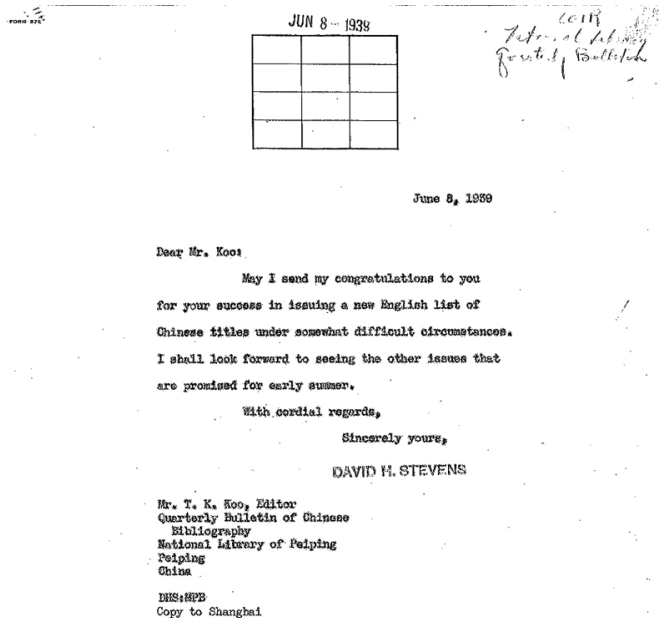 FORM 872
JUN 8 - 1939
Quarterly Bulletin
June 8, 1939
Dear Mr. Koo:
May I send my congratulations to you
for your success in issuing a new English list of
Chinese titles under somewhat difficult circumstances.
I shall look forward to seeing the other issues that
are promised for early summer.
With cordial regards,
Sincerely yours,
DAVID H. STEVENS
Mr. T. K. Koo, Editor
Quarterly Bulletin of Chinese
Bibliography
National Library of Peiping
Peiping
China
DHS:MPB
Copy to Shanghai